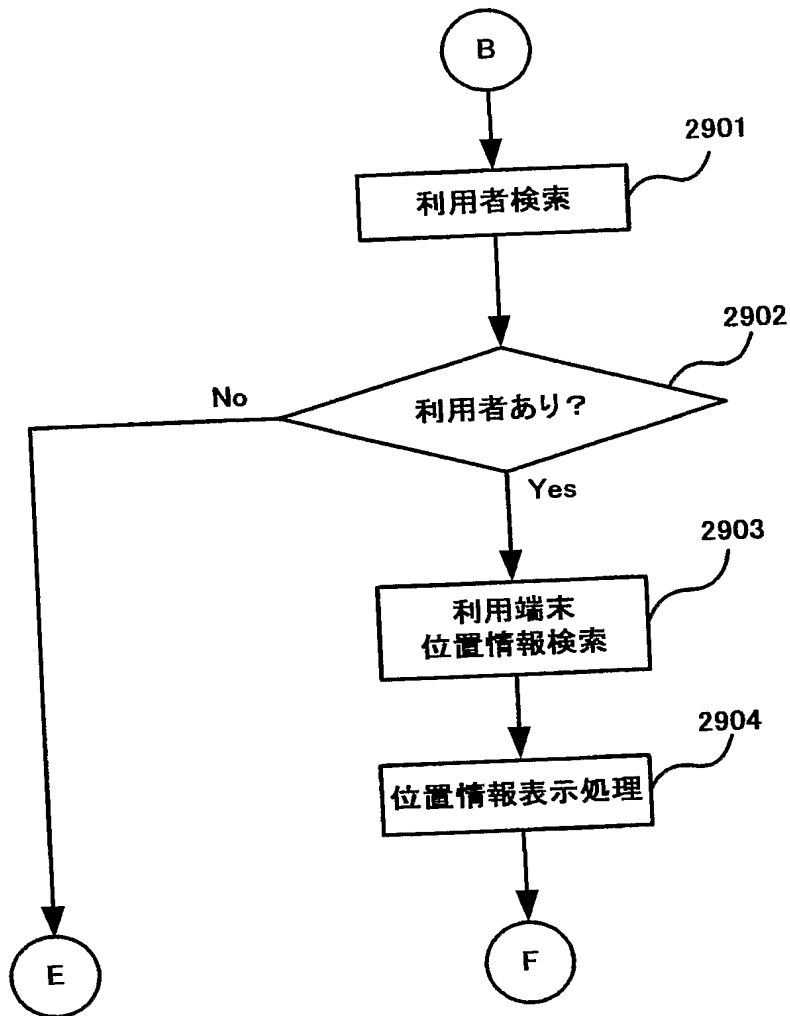 B
2901
利用者検索
2902
No
利用者あり？
Yes
2903
利用端末
位置情報検索
2904
位置情報表示処理
E
F